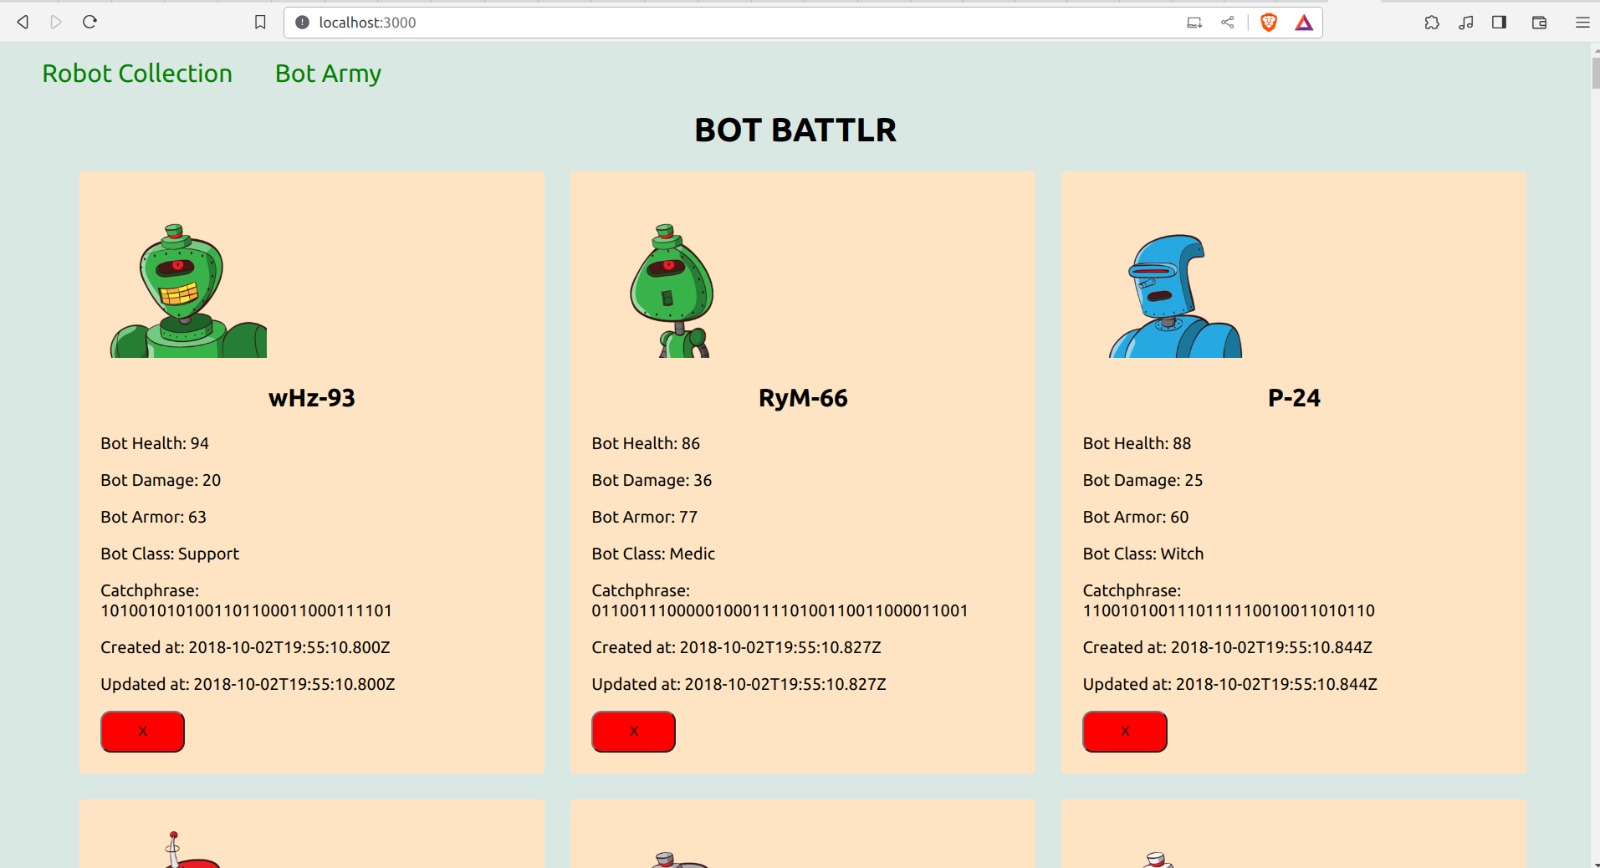 localhost:3000
Robot Collection Bot Army
BOT BATTLR
wHz-93
Bot Health: 94
Bot Damage: 20
Bot Armor: 63
Bot Class: Support
Catchphrase:
1010010101001101100011000111101
Created at: 2018-10-02T19:55:10.800Z
Updated at: 2018-10-02T19:55:10.800Z
X
RyM-66
Bot Health: 86
Bot Damage: 36
Bot Armor: 77
Bot Class: Medic
Catchphrase:
0110011100000100011110100110011000011001
Created at: 2018-10-02T19:55:10.827Z
Updated at: 2018-10-02T19:55:10.827Z
X
P-24
Bot Health: 88
Bot Damage: 25
Bot Armor: 60
Bot Class: Witch
Catchphrase:
1100101001110111110010011010110
Created at: 2018-10-02T19:55:10.844Z
Updated at: 2018-10-02T19:55:10.844Z
X